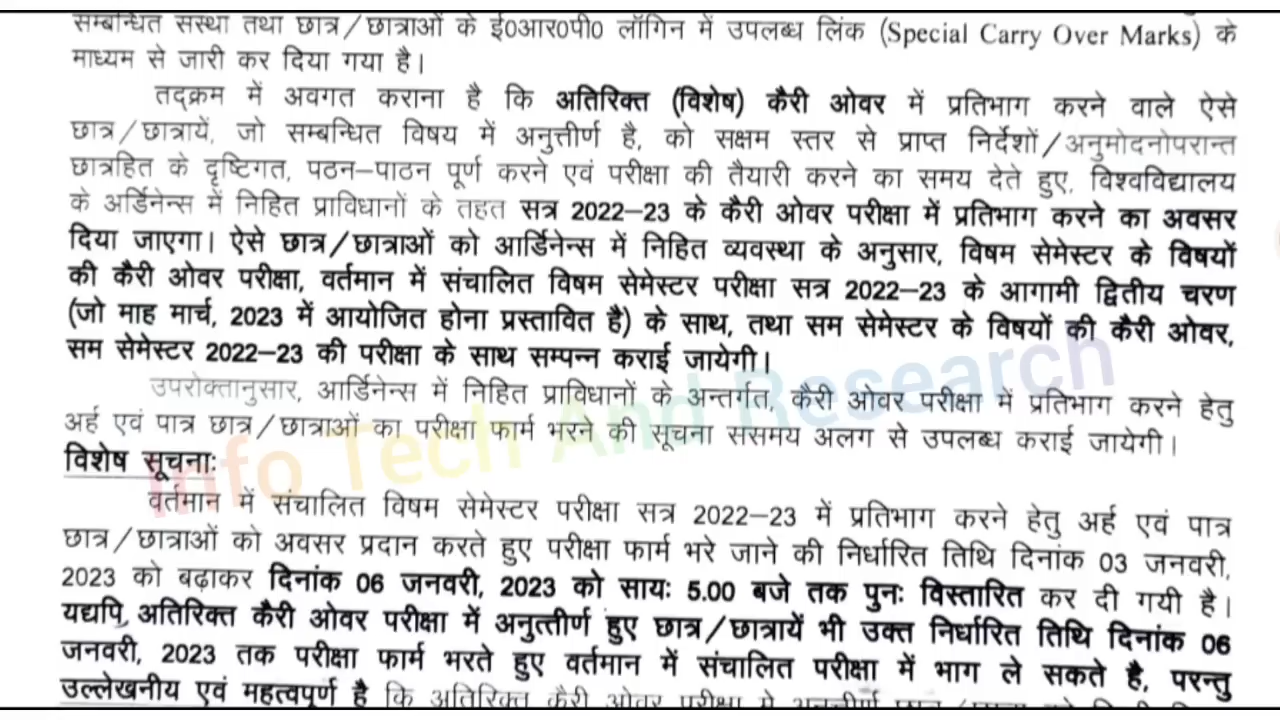 सम्बन्धित संस्था तथा छात्र/छात्राओं के ई0आर0पी0 लॉगिन में उपलब्ध लिंक (Special Carry Over Marks) के
माध्यम से जारी कर दिया गया है।
तद्क्रम में अवगत कराना है कि अतिरिक्त (विशेष) कैरी ओवर में प्रतिभाग करने वाले ऐसे
छात्र/छात्रायें, जो सम्बन्धित विषय में अनुत्तीर्ण है, को सक्षम स्तर से प्राप्त निर्देशों/अनुमोदनोपरान्त
छात्रहित के दृष्टिगत, पठन–पाठन पूर्ण करने एवं परीक्षा की तैयारी करने का समय देते हुए, विश्वविद्यालय
के अर्डिनेन्स में निहित प्राविधानों के तहत सत्र 2022–23 के कैरी ओवर परीक्षा में प्रतिभाग करने का अवसर
दिया जाएगा। ऐसे छात्र/छात्राओं को आर्डिनेन्स में निहित व्यवस्था के अनुसार, विषम सेमेस्टर के विषयों
की कैरी ओवर परीक्षा, वर्तमान में संचालित विषम सेमेस्टर परीक्षा सत्र 2022–23 के आगामी द्वितीय चरण
(जो माह मार्च, 2023 में आयोजित होना प्रस्तावित है) के साथ, तथा सम सेमेस्टर के विषयों की कैरी ओवर,
सम सेमेस्टर 2022–23 की परीक्षा के साथ सम्पन्न कराई जायेगी।
उपरोक्तानुसार, आर्डिनेन्स में निहित प्राविधानों के अन्तर्गत, कैरी ओवर परीक्षा में प्रतिभाग करने हेतु
अर्ह एवं पात्र छात्र/छात्राओं का परीक्षा फार्म भरने की सूचना ससमय अलग से उपलब्ध कराई जायेगी।
Info Tech And Research
विशेष सूचनाः
वर्तमान में संचालित विषम सेमेस्टर परीक्षा सत्र 2022–23 में प्रतिभाग करने हेतु अर्ह एवं पात्र
छात्र/छात्राओं को अवसर प्रदान करते हुए परीक्षा फार्म भरे जाने की निर्धारित तिथि दिनांक 03 जनवरी,
2023 को बढ़ाकर दिनांक 06 जनवरी, 2023 को सायः 5.00 बजे तक पुनः विस्तारित कर दी गयी है।
यद्यपि, अतिरिक्त कैरी ओवर परीक्षा में अनुत्तीर्ण हुए छात्र/छात्रायें भी उक्त निर्धारित तिथि दिनांक 06
जनवरी, 2023 तक परीक्षा फार्म भरते हुए वर्तमान में संचालित परीक्षा में भाग ले सकते है, परन्तु
उल्लेखनीय एवं महत्वपूर्ण है कि अतिरिक्त कैरी ओवर परीक्षा में अनुत्तीर्ण छात्र/छात्रा